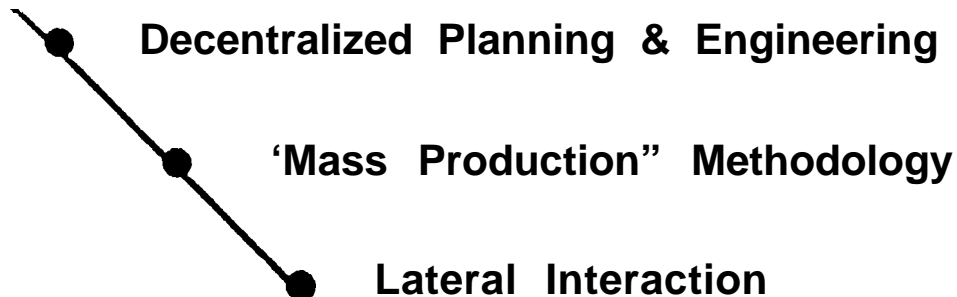 Decentralized Planning & Engineering
‘Mass Production” Methodology
Lateral Interaction